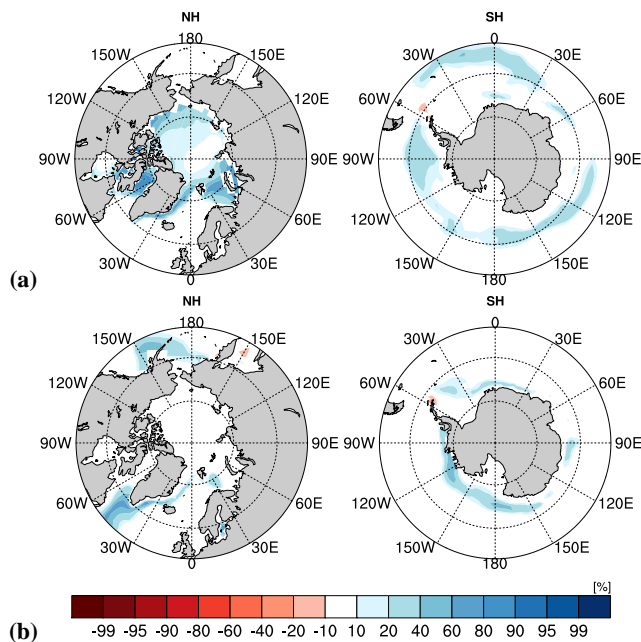 NH SH
180 0
150W 150E 30W 30E
120W 120E 60W 60E
90W 90E 90W 90E
60W 60E 120W 120E
30W 30E 150W 150E
0 180
(a)
NH SH
180 0
150W 150E 30W 30E
120W 120E 60W 60E
90W 90E 90W 90E
60W 60E 120W 120E
30W 30E 150W 150E
0 180
[%]
-99 -95 -90 -80 -60 -40 -20 -10 10 20 40 60 80 90 95 99
(b)